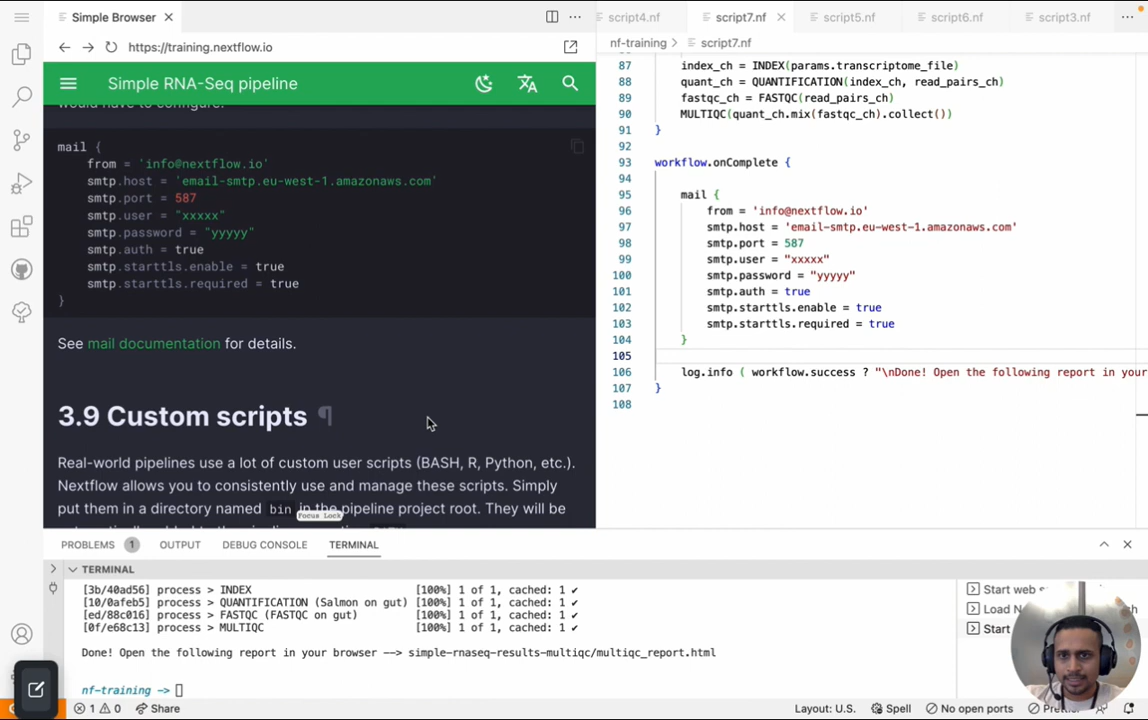 Simple Browser
https://training.nextflow.io
Simple RNA-Seq pipeline
would have to configure:
mail {
from = 'info@nextflow.io'
smtp.host = 'email-smtp.eu-west-1.amazonaws.com'
smtp.port = 587
smtp.user = "xxxxx"
smtp.password = "yyyyy"
smtp.auth = true
smtp.starttls.enable = true
smtp.starttls.required = true
}
See mail documentation for details.
3.9 Custom scripts ¶
Real-world pipelines use a lot of custom user scripts (BASH, R, Python, etc.).
Nextflow allows you to consistently use and manage these scripts. Simply
put them in a directory named bin in the pipeline project root. They will be
Focus Lock
script4.nf script7.nf script5.nf script6.nf script3.nf
nf-training > script7.nf
87 index_ch = INDEX(params.transcriptome_file)
88 quant_ch = QUANTIFICATION(index_ch, read_pairs_ch)
89 fastqc_ch = FASTQC(read_pairs_ch)
90 MULTIQC(quant_ch.mix(fastqc_ch).collect())
91 }
92
93 workflow.onComplete {
94
95 mail {
96 from = 'info@nextflow.io'
97 smtp.host = 'email-smtp.eu-west-1.amazonaws.com'
98 smtp.port = 587
99 smtp.user = "xxxxx"
100 smtp.password = "yyyyy"
101 smtp.auth = true
102 smtp.starttls.enable = true
103 smtp.starttls.required = true
104 }
105
106 log.info ( workflow.success ? "\nDone! Open the following report in your
107 }
108
PROBLEMS 1 OUTPUT DEBUG CONSOLE TERMINAL
TERMINAL
[3b/40ad56] process > INDEX [100%] 1 of 1, cached: 1 ✔
[10/0afeb5] process > QUANTIFICATION (Salmon on gut) [100%] 1 of 1, cached: 1 ✔
[ed/88c016] process > FASTQC (FASTQC on gut) [100%] 1 of 1, cached: 1 ✔
[0f/e68c13] process > MULTIQC [100%] 1 of 1, cached: 1 ✔
Done! Open the following report in your browser --> simple-rnaseq-results-multiqc/multiqc_report.html
nf-training ->
Start web
Load N
Start
1 0 Share
Layout: U.S. Spell No open ports